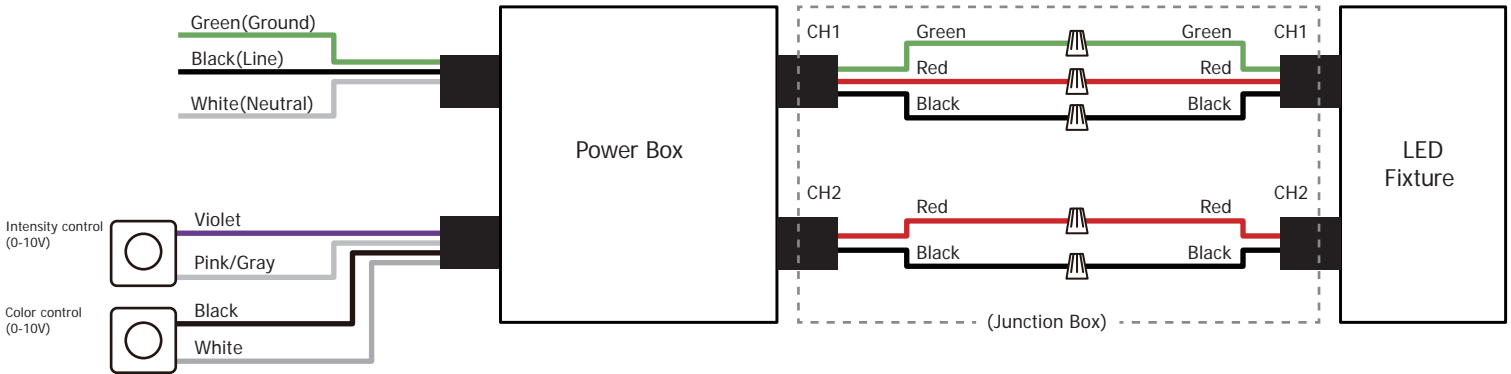 Green(Ground)
Black(Line)
White(Neutral)
Intensity control
(0-10V)
Violet
Pink/Gray
Color control
(0-10V)
Black
White
Power Box
CH1
Green
Green
CH1
Red
Red
Black
Black
CH2
Red
Red
CH2
Black
Black
(Junction Box)
LED
Fixture